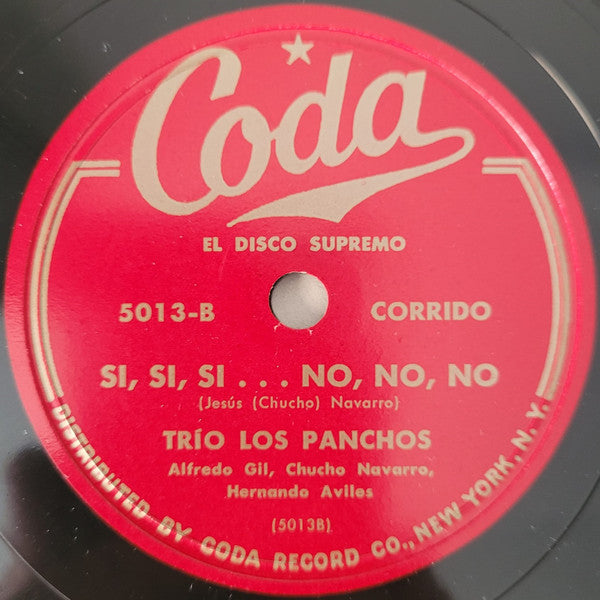 Coda
EL DISCO SUPREMO
5013-B CORRIDO
SI, SI, SI . . . NO, NO, NO
(Jesús (Chucho) Navarro)
TRÍO LOS PANCHOS
Alfredo Gil, Chucho Navarro,
Hernando Aviles
(5013B)
DISTRIBUTED BY CODA RECORD CO., NEW YORK, N. Y.